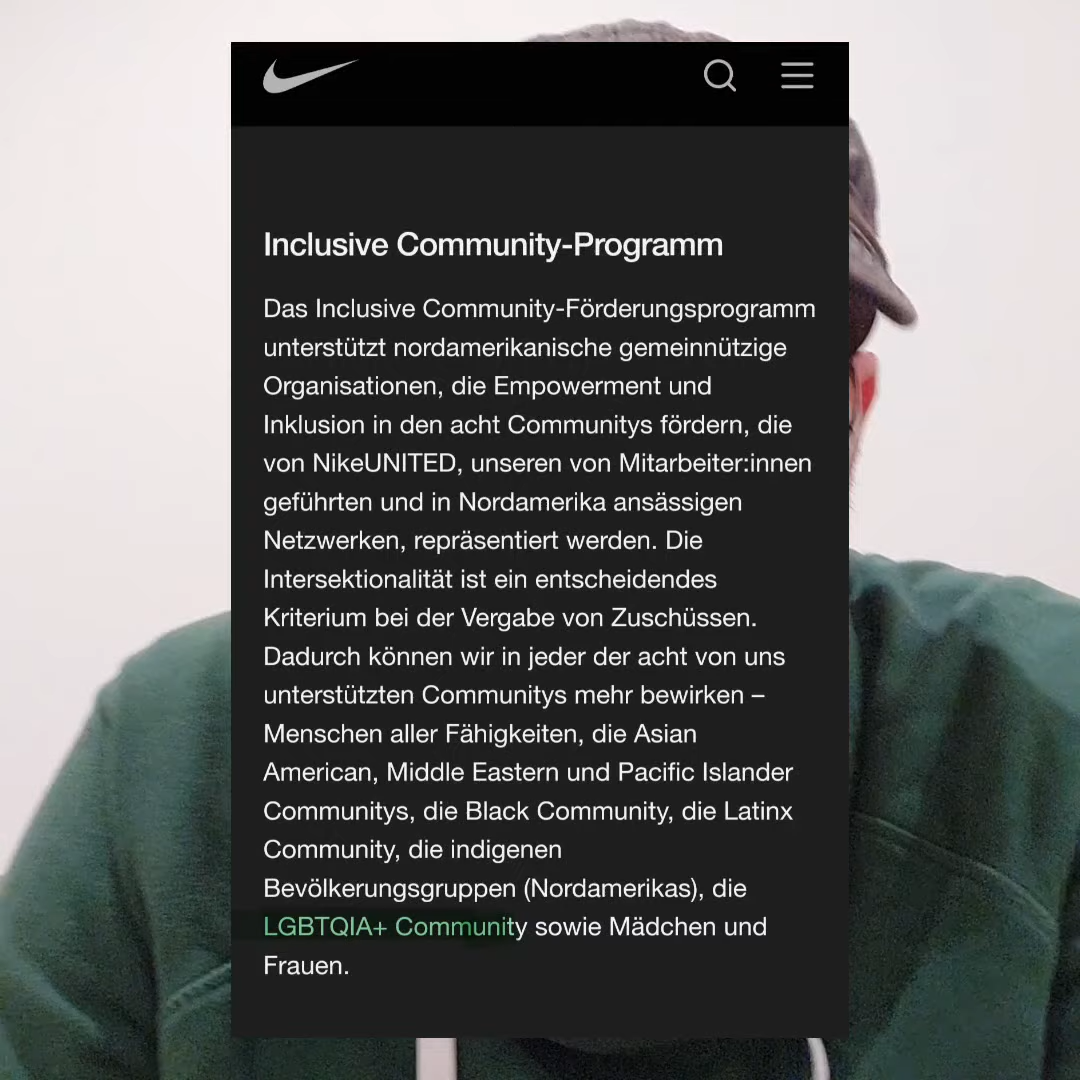 Inclusive Community-Programm
Das Inclusive Community-Förderungsprogramm
unterstützt nordamerikanische gemeinnützige
Organisationen, die Empowerment und
Inklusion in den acht Communitys fördern, die
von NikeUNITED, unseren von Mitarbeiter:innen
geführten und in Nordamerika ansässigen
Netzwerken, repräsentiert werden. Die
Intersektionalität ist ein entscheidendes
Kriterium bei der Vergabe von Zuschüssen.
Dadurch können wir in jeder der acht von uns
unterstützten Communitys mehr bewirken –
Menschen aller Fähigkeiten, die Asian
American, Middle Eastern und Pacific Islander
Communitys, die Black Community, die Latinx
Community, die indigenen
Bevölkerungsgruppen (Nordamerikas), die
LGBTQIA+ Community sowie Mädchen und
Frauen.